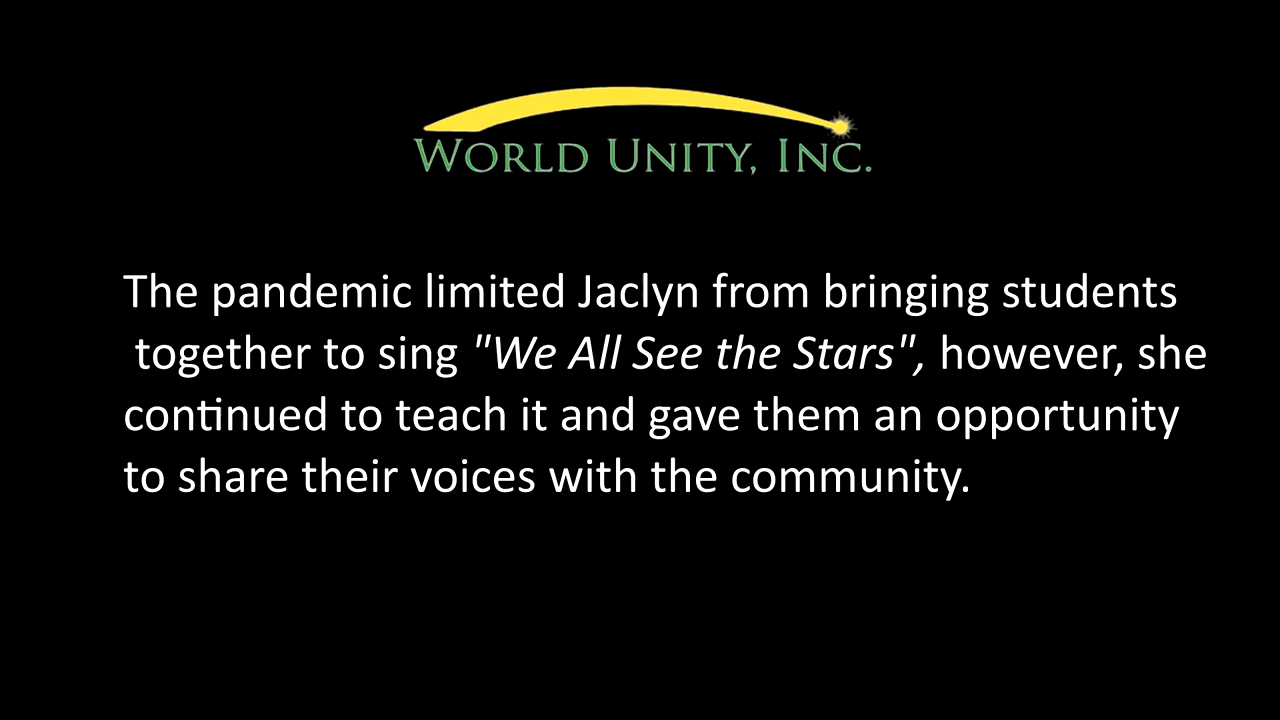 WORLD UNITY, INC.
The pandemic limited Jaclyn from bringing students
together to sing "We All See the Stars", however, she
continued to teach it and gave them an opportunity
to share their voices with the community.